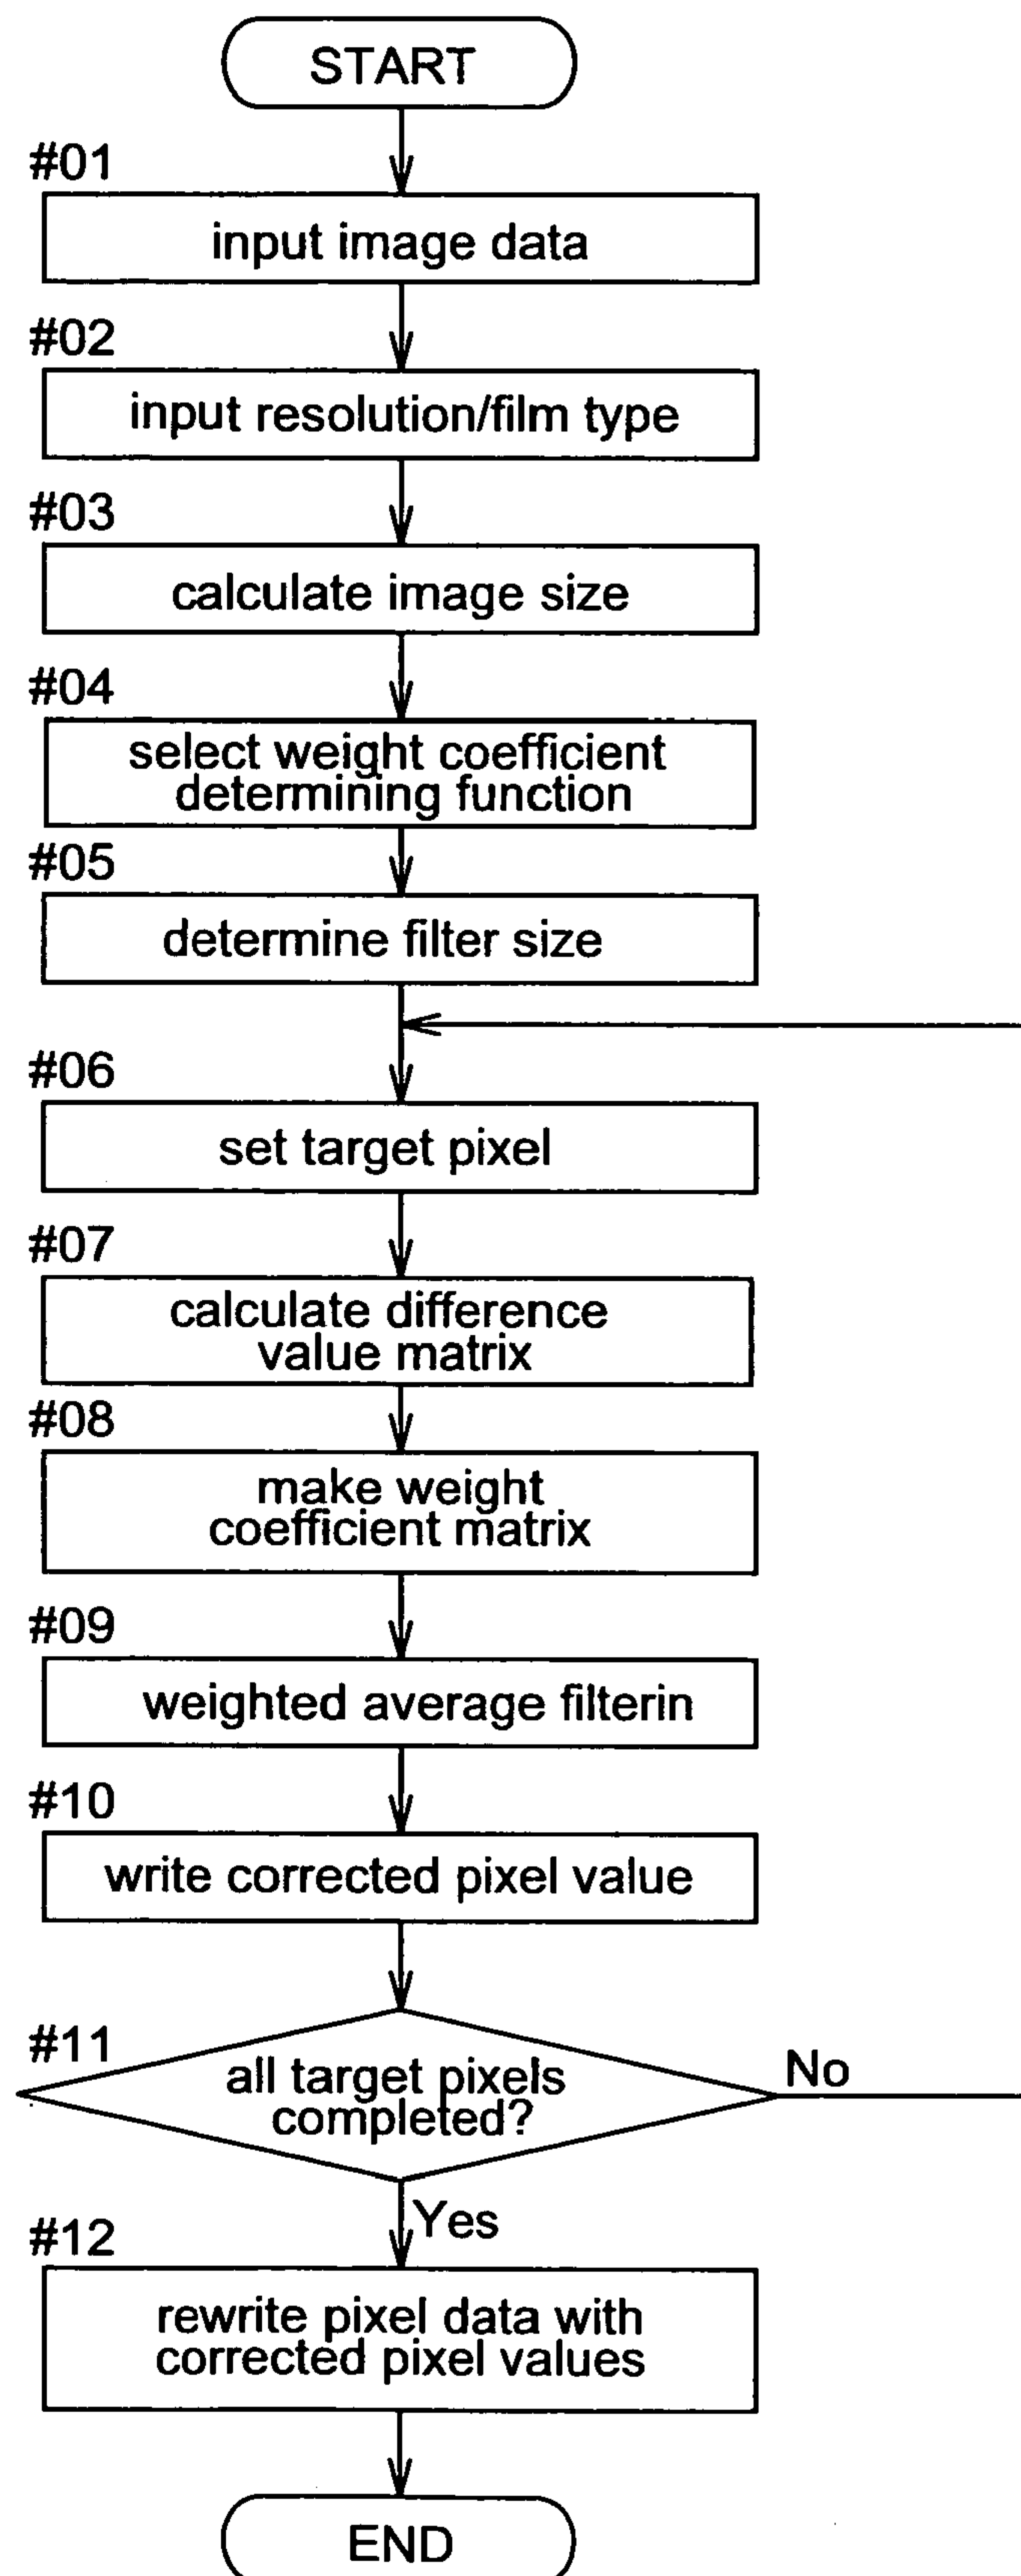 START
#01
input image data
#02
input resolution/film type
#03
calculate image size
#04
select weight coefficient
determining function
#05
determine filter size
#06
set target pixel
#07
calculate difference
value matrix
#08
make weight
coefficient matrix
#09
weighted average filterin
#10
write corrected pixel value
#11
all target pixels
completed?
No
Yes
#12
rewrite pixel data with
corrected pixel values
END